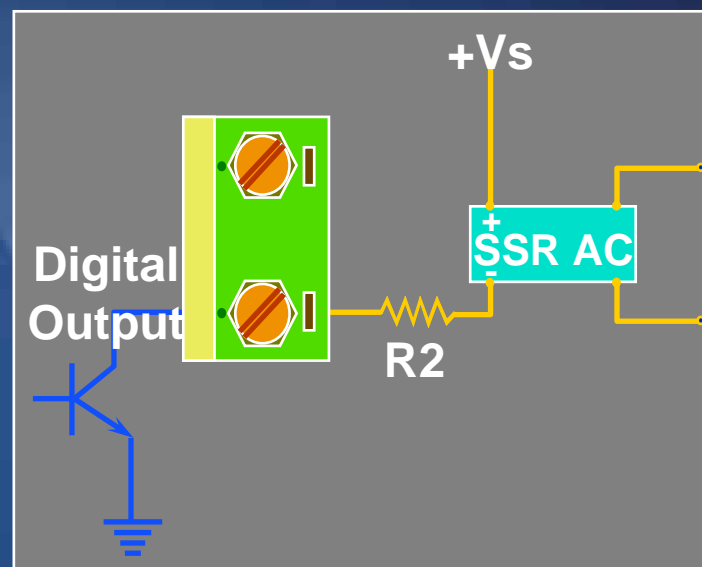 +Vs
Digital
Output
+
SSR AC
-
R2